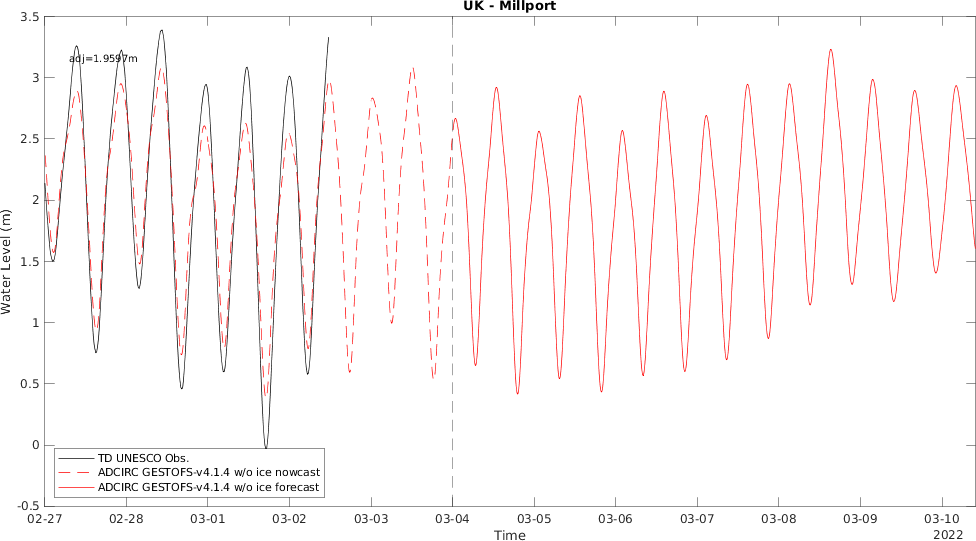 UK - Millport
3.5
3
2.5
2
1.5
1
0.5
0
-0.5
Water Level (m)
adj=1.9597m
TD UNESCO Obs.
ADCIRC GESTOFS-v4.1.4 w/o ice nowcast
ADCIRC GESTOFS-v4.1.4 w/o ice forecast
02-27 02-28 03-01 03-02 03-03 03-04 03-05 03-06 03-07 03-08 03-09 03-10
Time
2022